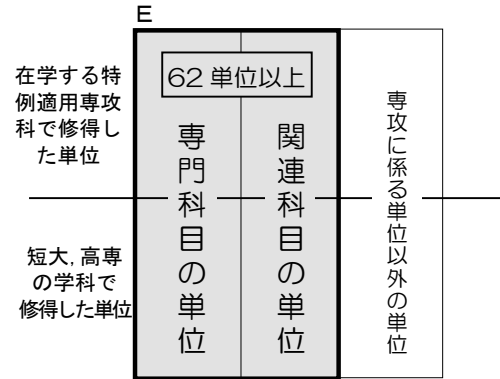 E
62 単位以上
在学する特
例適用専攻
科で修得し
た単位
専門科目の単位
関連科目の単位
専攻に係る単位以外の単位
短大, 高専
の学科で
修得した単位